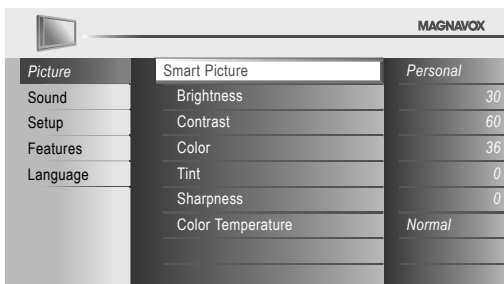 MAGNAVOX
Picture Smart Picture Personal
Sound Brightness 30
Setup Contrast 60
Features Color 36
Language Tint 0
Sharpness 0
Color Temperature Normal